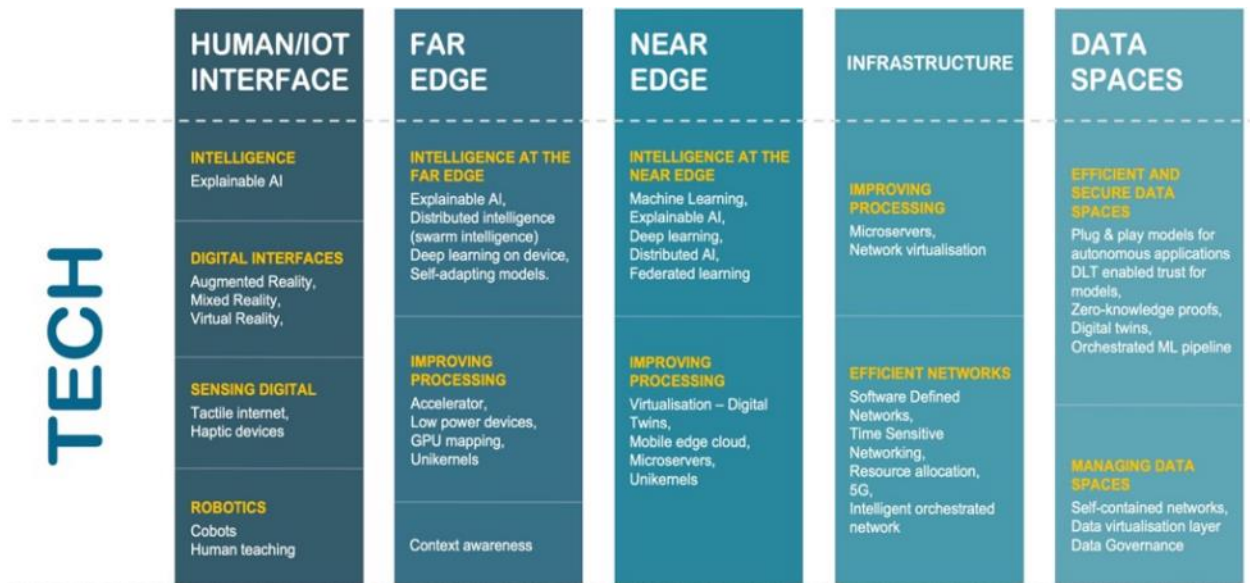 TECH
HUMAN/IOT
INTERFACE
INTELLIGENCE
Explainable AI
DIGITAL INTERFACES
Augmented Reality,
Mixed Reality,
Virtual Reality,
SENSING DIGITAL
Tactile internet,
Haptic devices
ROBOTICS
Cobots
Human teaching
FAR
EDGE
INTELLIGENCE AT THE
FAR EDGE
Explainable AI,
Distributed intelligence
(swarm intelligence)
Deep learning on device,
Self-adapting models.
IMPROVING
PROCESSING
Accelerator,
Low power devices,
GPU mapping,
Unikernels
Context awareness
NEAR
EDGE
INTELLIGENCE AT THE
NEAR EDGE
Machine Learning,
Explainable AI,
Deep learning,
Distributed AI,
Federated learning
IMPROVING
PROCESSING
Virtualisation – Digital
Twins,
Mobile edge cloud,
Microservers,
Unikernels
INFRASTRUCTURE
IMPROVING
PROCESSING
Microservers,
Network virtualisation
EFFICIENT NETWORKS
Software Defined
Networks,
Time Sensitive
Networking,
Resource allocation,
5G,
Intelligent orchestrated
network
DATA
SPACES
EFFICIENT AND
SECURE DATA
SPACES
Plug & play models for
autonomous applications
DLT enabled trust for
models,
Zero-knowledge proofs,
Digital twins,
Orchestrated ML pipeline
MANAGING DATA
SPACES
Self-contained networks,
Data virtualisation layer
Data Governance